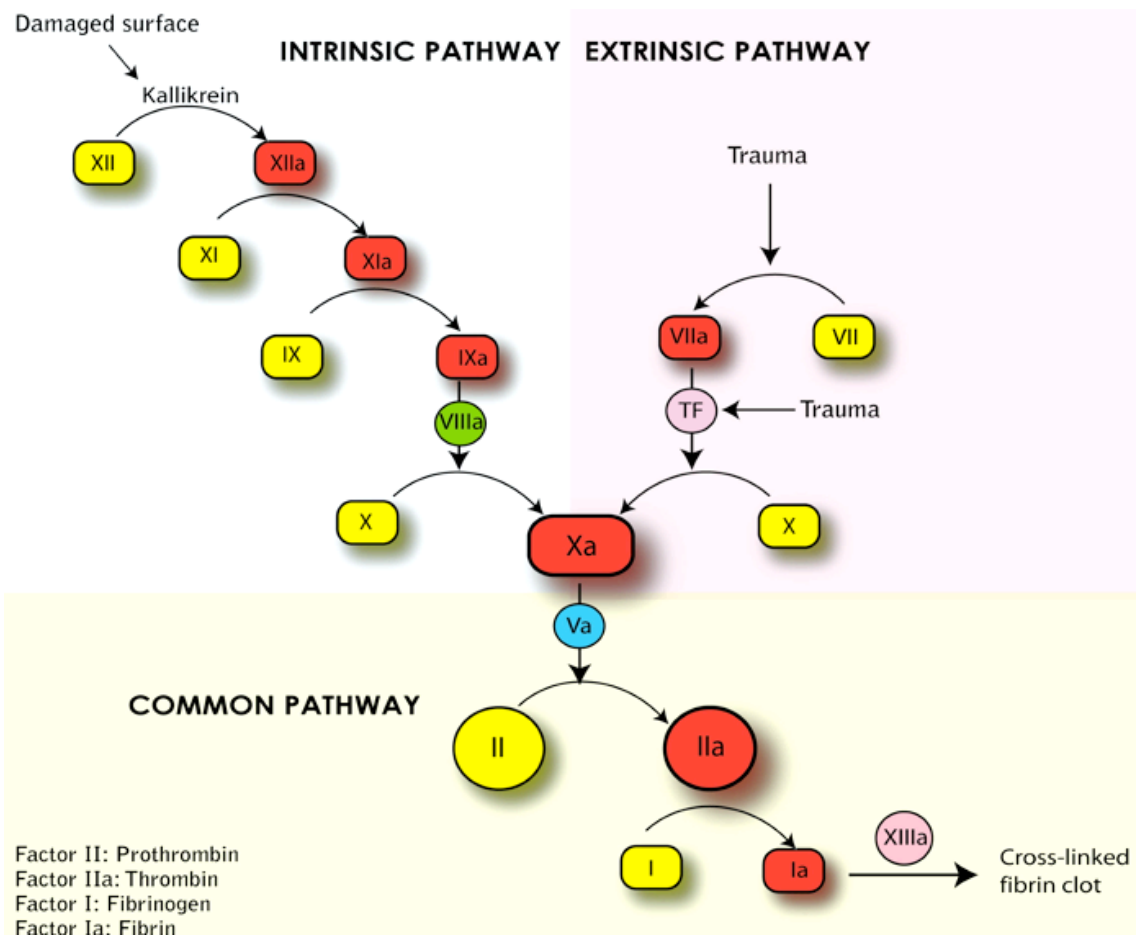 Damaged surface
INTRINSIC PATHWAY
EXTRINSIC PATHWAY
Kallikrein
XII
XIIa
Trauma
XI
XIa
IX
IXa
VIIa
VII
VIIIa
TF
Trauma
X
Xa
X
Va
COMMON PATHWAY
II
IIa
I
Ia
XIIIa
Cross-linked
fibrin clot
Factor II: Prothrombin
Factor IIa: Thrombin
Factor I: Fibrinogen
Factor Ia: Fibrin